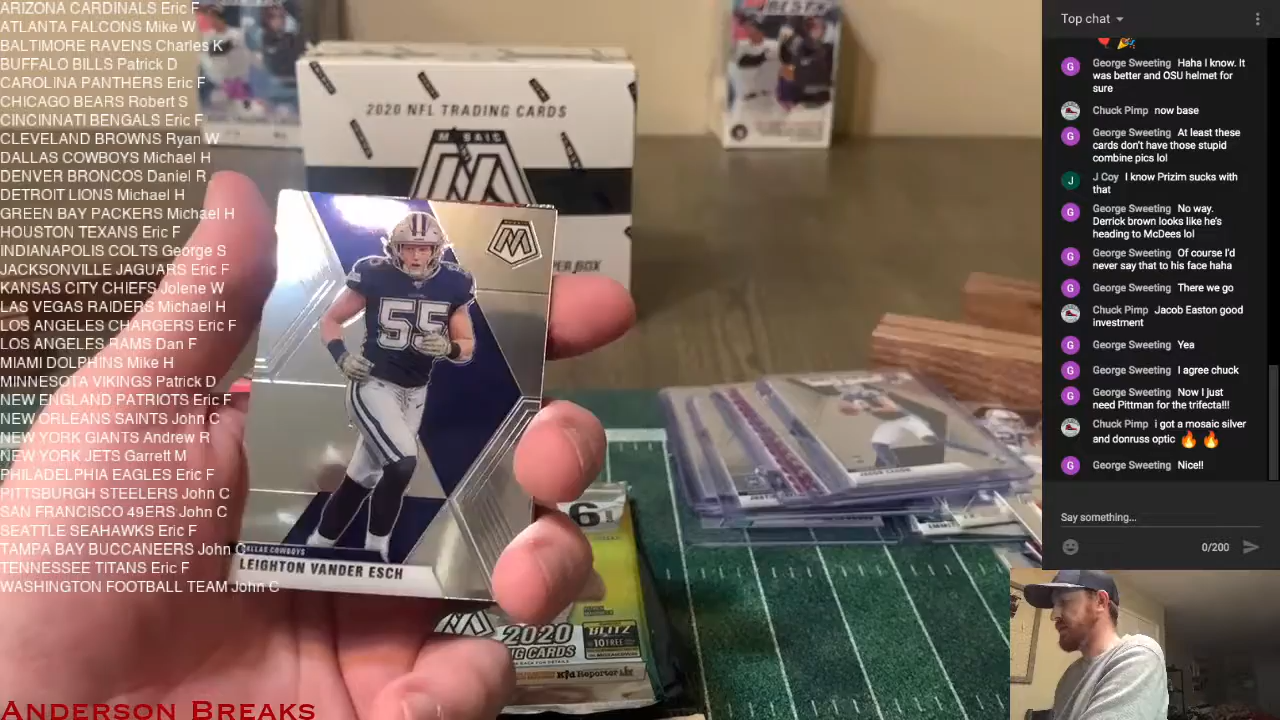 ARIZONA CARDINALS Eric F
ATLANTA FALCONS Mike W
BALTIMORE RAVENS Charles K
BUFFALO BILLS Patrick D
CAROLINA PANTHERS Eric F
CHICAGO BEARS Robert S
CINCINNATI BENGALS Eric F
CLEVELAND BROWNS Ryan W
DALLAS COWBOYS Michael H
DENVER BRONCOS Daniel R
DETROIT LIONS Michael H
GREEN BAY PACKERS Michael H
HOUSTON TEXANS Eric F
INDIANAPOLIS COLTS George S
JACKSONVILLE JAGUARS Eric F
KANSAS CITY CHIEFS Jolene W
LAS VEGAS RAIDERS Michael H
LOS ANGELES CHARGERS Eric F
LOS ANGELES RAMS Dan F
MIAMI DOLPHINS Mike H
MINNESOTA VIKINGS Patrick D
NEW ENGLAND PATRIOTS Eric F
NEW ORLEANS SAINTS John C
NEW YORK GIANTS Andrew R
NEW YORK JETS Garrett M
PHILADELPHIA EAGLES Eric F
PITTSBURGH STEELERS John C
SAN FRANCISCO 49ERS John C
SEATTLE SEAHAWKS Eric F
TAMPA BAY BUCCANEERS John C
TENNESSEE TITANS Eric F
WASHINGTON FOOTBALL TEAM John C
ANDERSON BREAKS
2020 NFL TRADING CARDS
MOSAIC
PER BOX
MOSAIC
55
DALLAS COWBOYS
LEIGHTON VANDER ESCH
2020
CARDS
BLITZ
10 FREE
Top chat
George Sweeting Haha I know. It
was better and OSU helmet for
sure
Chuck Pimp now base
George Sweeting At least these
cards don't have those stupid
combine pics lol
J Coy I know Prizim sucks with
that
George Sweeting No way.
Derrick brown looks like he's
heading to McDees lol
George Sweeting Of course I'd
never say that to his face haha
George Sweeting There we go
Chuck Pimp Jacob Easton good
investment
George Sweeting Yea
George Sweeting I agree chuck
George Sweeting Now I just
need Pittman for the trifecta!!!
Chuck Pimp i got a mosaic silver
and donruss optic 🔥 🔥
George Sweeting Nice!!
Say something...
0/200